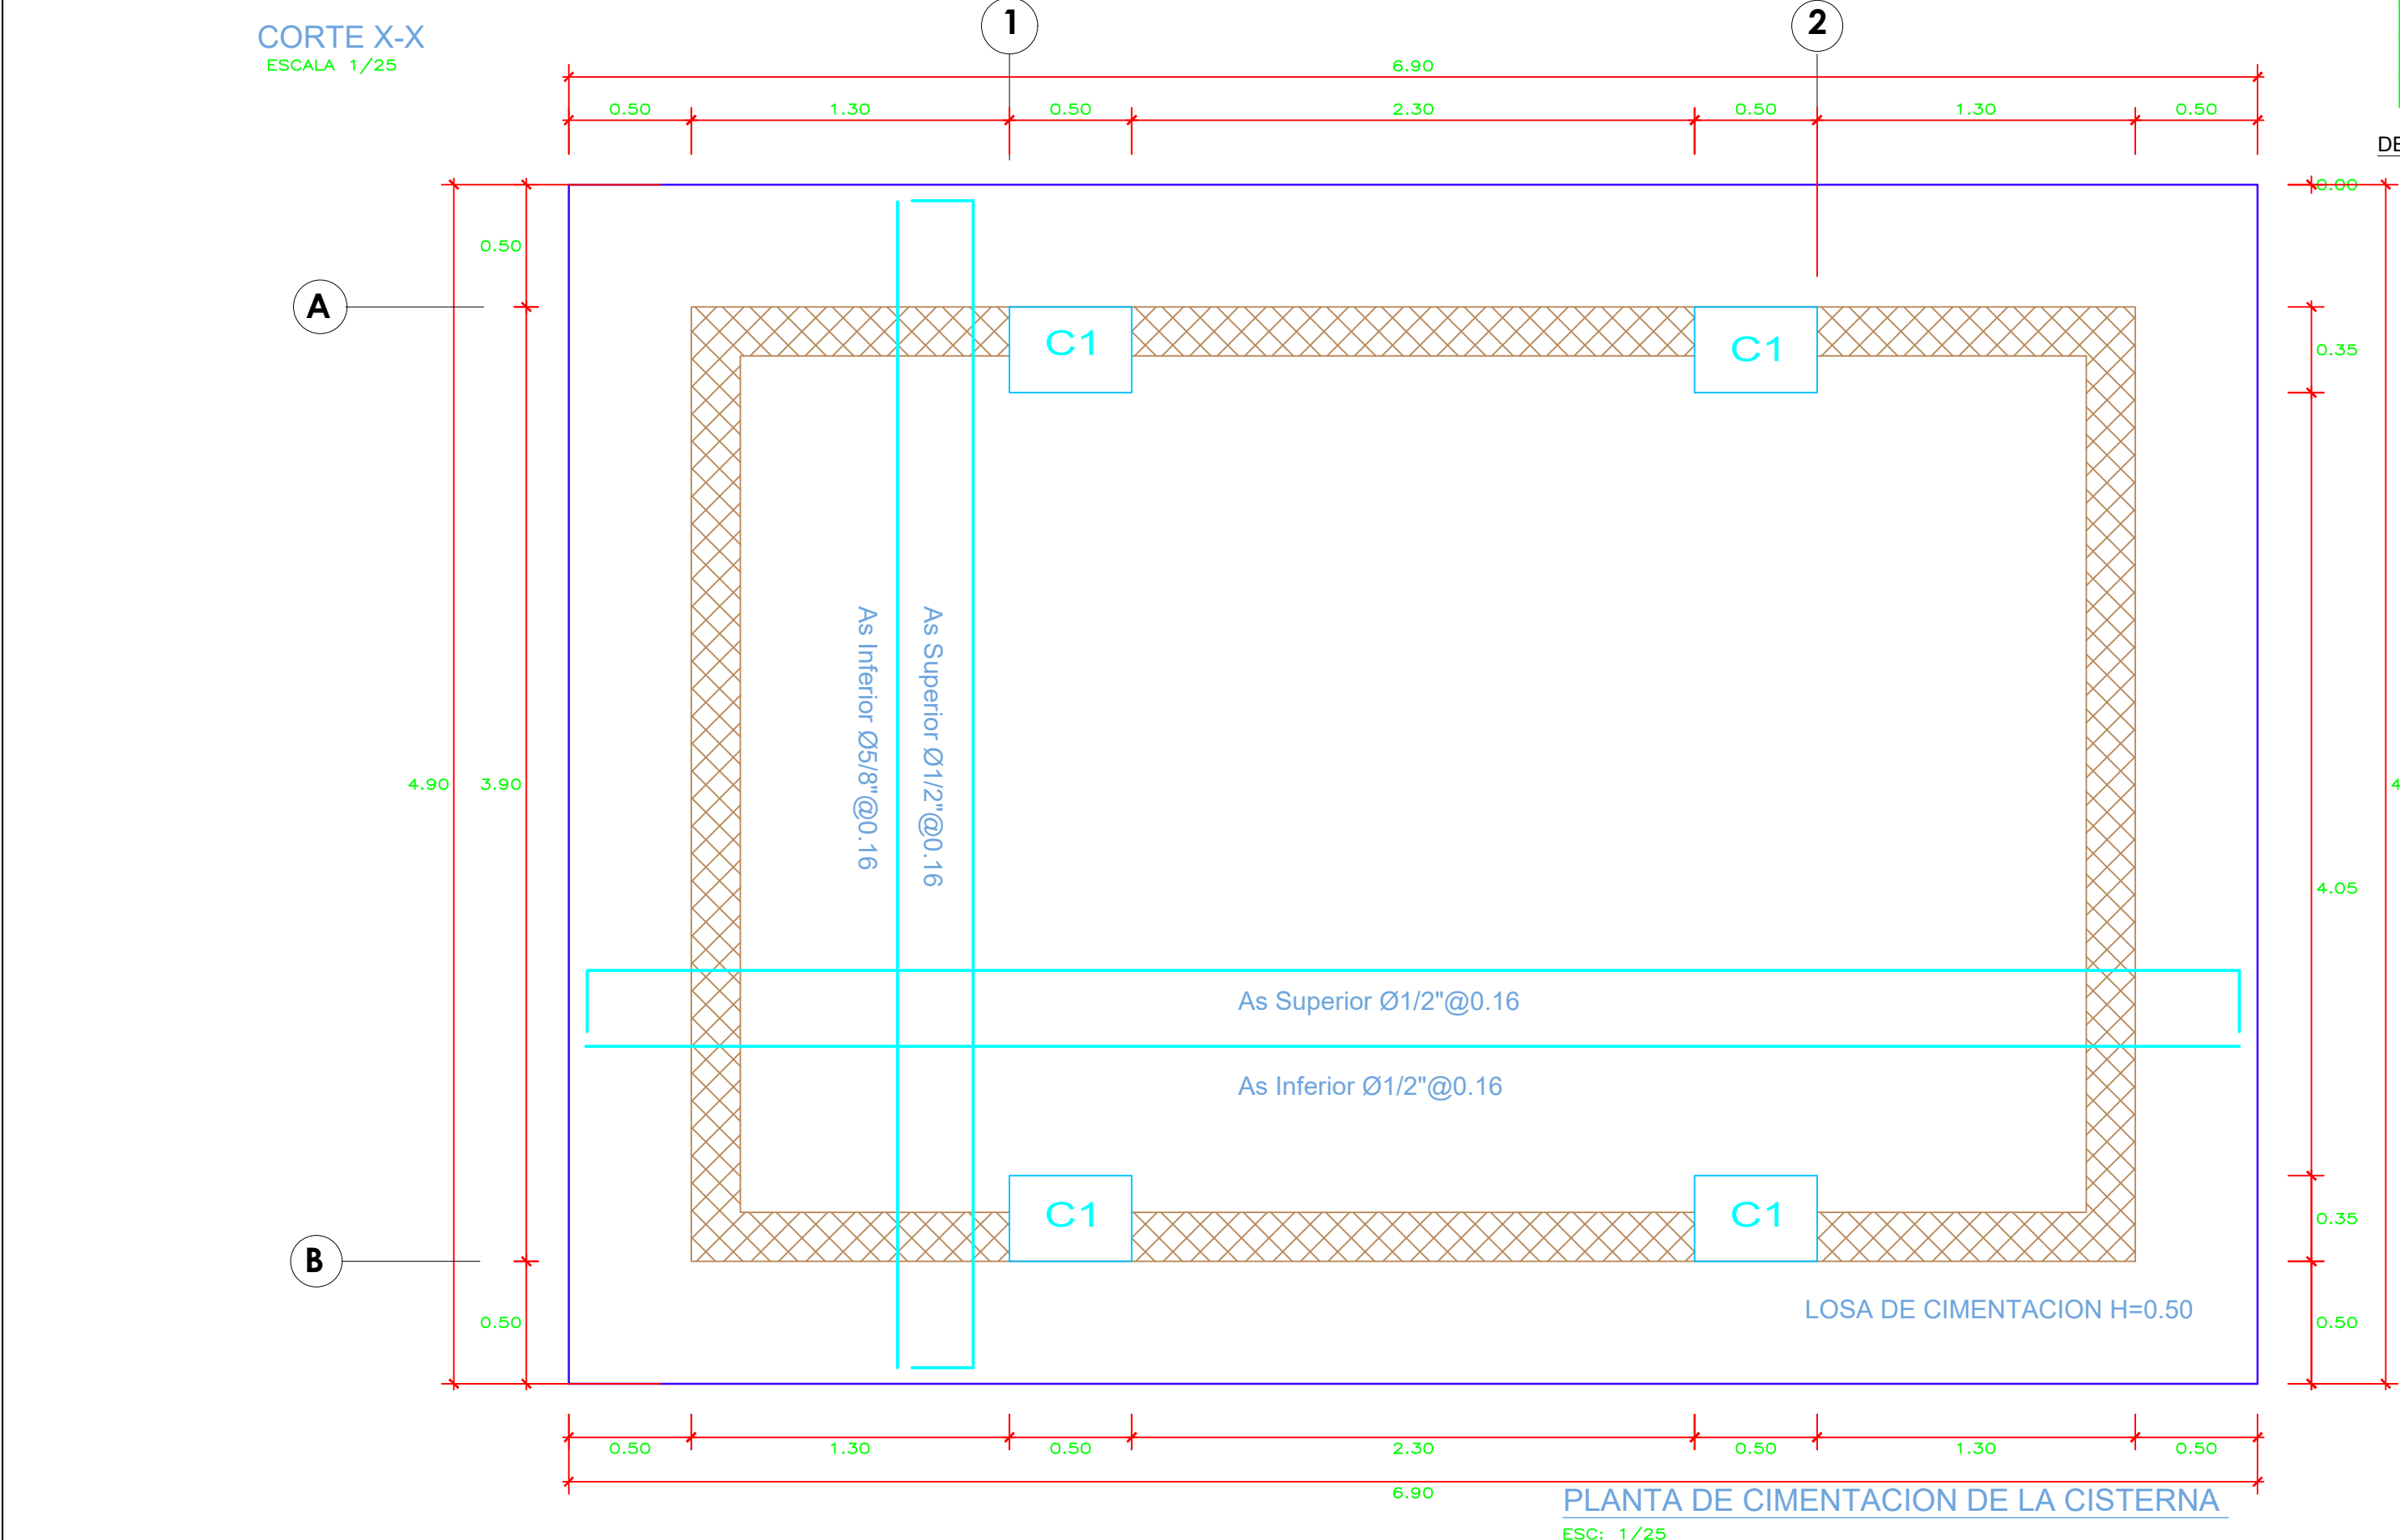 CORTE X-X
ESCALA 1/25
1
2
6.90
0.50 1.30 0.50 2.30 0.50 1.30 0.50
DE
0.00
0.50
A
C1
C1
0.35
As Inferior Ø5/8"@0.16
As Superior Ø1/2"@0.16
4.90
3.90
4
4.05
As Superior Ø1/2"@0.16
As Inferior Ø1/2"@0.16
C1
C1
0.35
B
LOSA DE CIMENTACION H=0.50
0.50
0.50
0.50 1.30 0.50 2.30 0.50 1.30 0.50
6.90
PLANTA DE CIMENTACION DE LA CISTERNA
ESC: 1/25